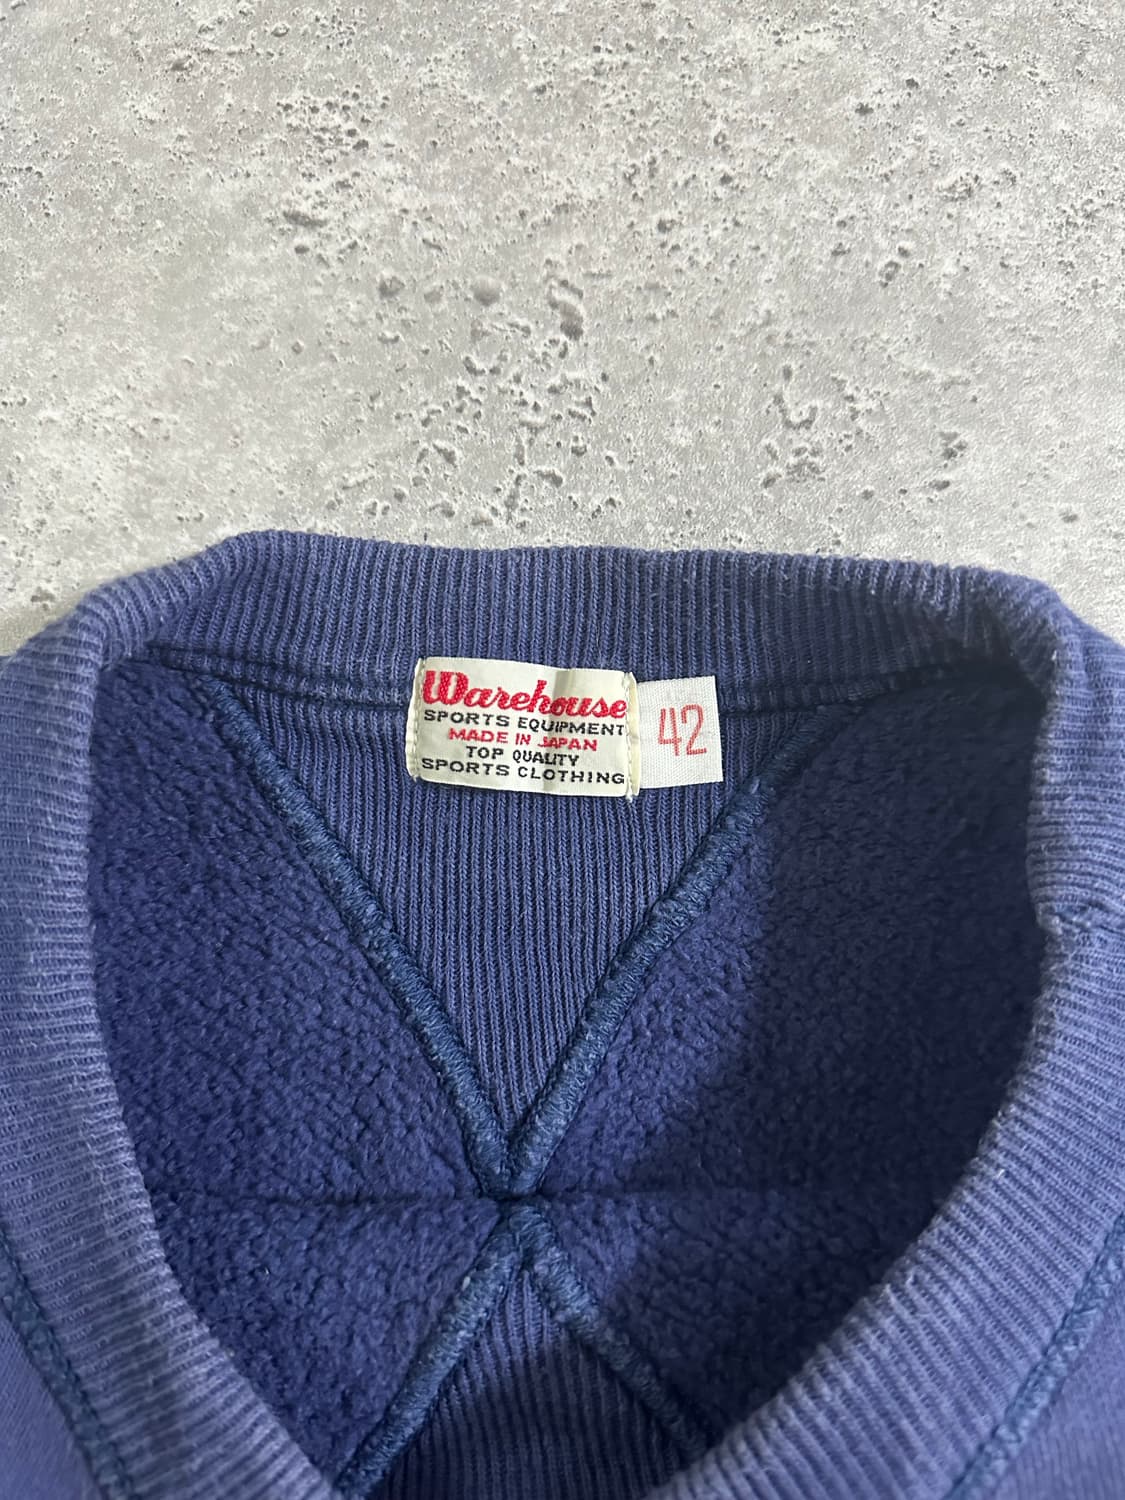 Warehouse
SPORTS EQUIPMENT
MADE IN JAPAN
TOP QUALITY
SPORTS CLOTHING
42